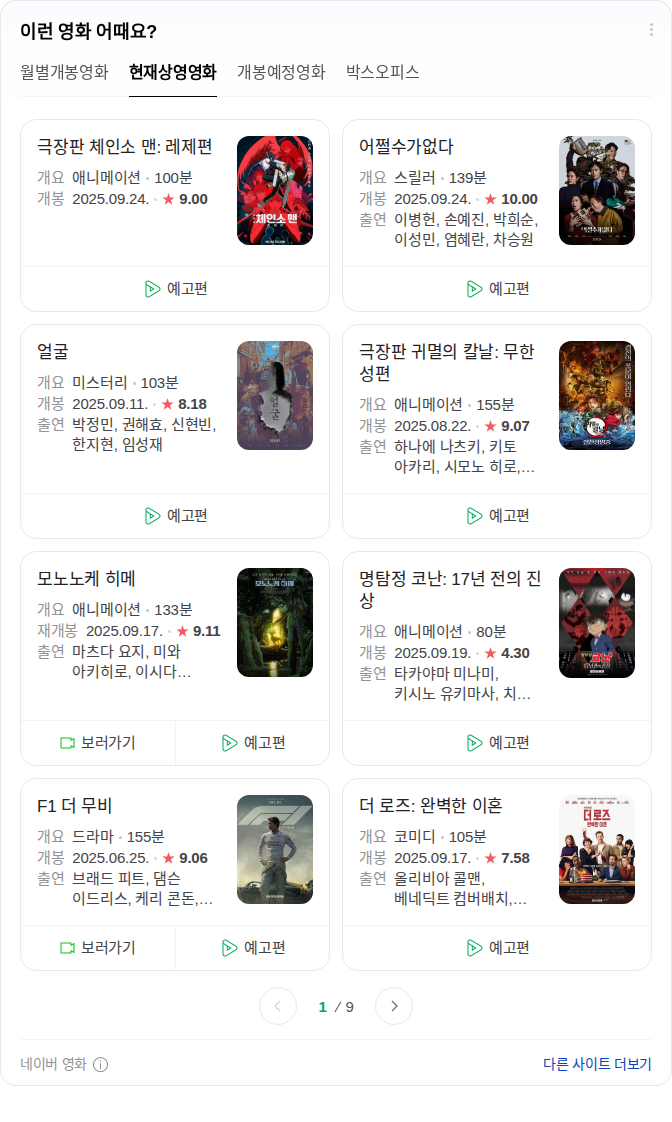 이런 영화 어때요?
월별개봉영화 현재상영영화 개봉예정영화 박스오피스
극장판 체인소 맨: 레제편
개요 애니메이션 · 100분
개봉 2025.09.24. · ★ 9.00
체인소맨
예고편
어쩔수가없다
개요 스릴러 · 139분
개봉 2025.09.24. · ★ 10.00
출연 이병헌, 손예진, 박희순,
이성민, 염혜란, 차승원
어쩔수가없다
예고편
얼굴
개요 미스터리 · 103분
개봉 2025.09.11. · ★ 8.18
출연 박정민, 권해효, 신현빈,
한지현, 임성재
얼굴
예고편
극장판 귀멸의 칼날: 무한
성편
개요 애니메이션 · 155분
개봉 2025.08.22. · ★ 9.07
출연 하나에 나츠키, 키토
아카리, 시모노 히로,...
예고편
모노노케 히메
개요 애니메이션 · 133분
재개봉 2025.09.17. · ★ 9.11
출연 마츠다 요지, 미와
아키히로, 이시다...
모노노케 히메
보러가기 예고편
명탐정 코난: 17년 전의 진
상
개요 애니메이션 · 80분
개봉 2025.09.19. · ★ 4.30
출연 타카야마 미나미,
키시노 유키마사, 치...
코난
예고편
F1 더 무비
개요 드라마 · 155분
개봉 2025.06.25. · ★ 9.06
출연 브래드 피트, 댐슨
이드리스, 케리 콘돈,...
보러가기 예고편
더 로즈: 완벽한 이혼
개요 코미디 · 105분
개봉 2025.09.17. · ★ 7.58
출연 올리비아 콜맨,
베네딕트 컴버배치,...
더 로즈
완벽한 이혼
예고편
1 / 9
네이버 영화
다른 사이트 더보기